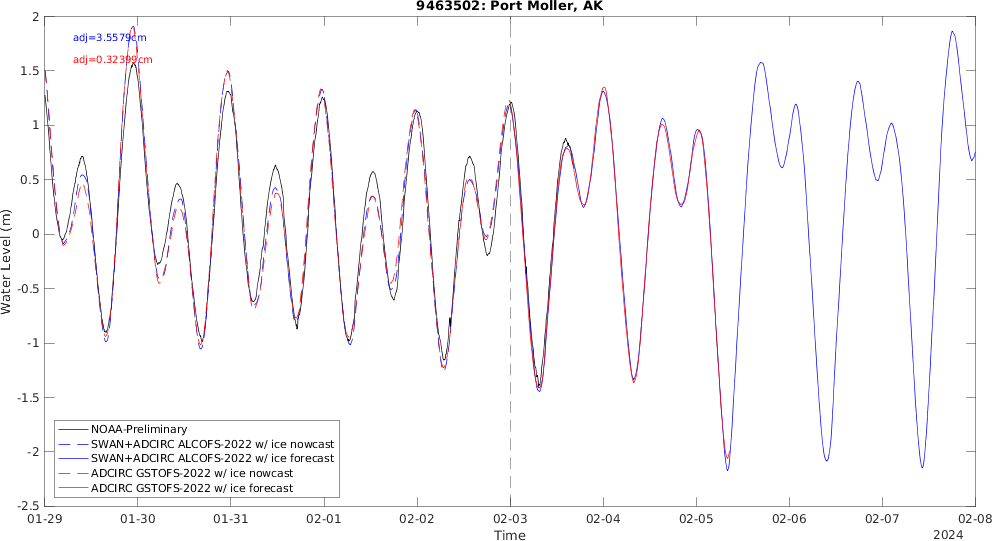 9463502: Port Moller, AK
2
1.5
1
0.5
0
-0.5
-1
-1.5
-2
-2.5
Water Level (m)
adj=3.5579cm
adj=0.32399cm
NOAA-Preliminary
SWAN+ADCIRC ALCOFS-2022 w/ ice nowcast
SWAN+ADCIRC ALCOFS-2022 w/ ice forecast
ADCIRC GSTOFS-2022 w/ ice nowcast
ADCIRC GSTOFS-2022 w/ ice forecast
01-29 01-30 01-31 02-01 02-02 02-03 02-04 02-05 02-06 02-07 02-08
Time
2024